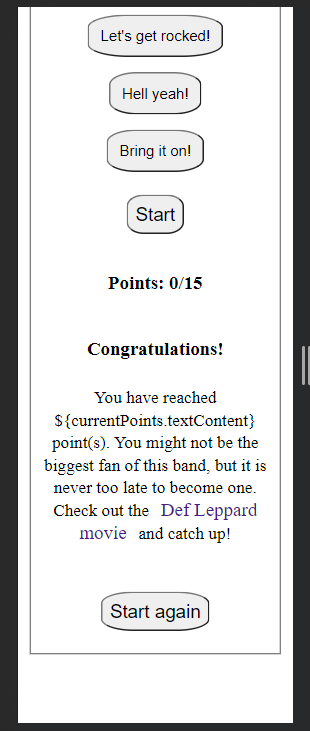 Let's get rocked!
Hell yeah!
Bring it on!
Start
Points: 0/15
Congratulations!
You have reached
${currentPoints.textContent}
point(s). You might not be the
biggest fan of this band, but it is
never too late to become one.
Check out the Def Leppard
movie and catch up!
Start again